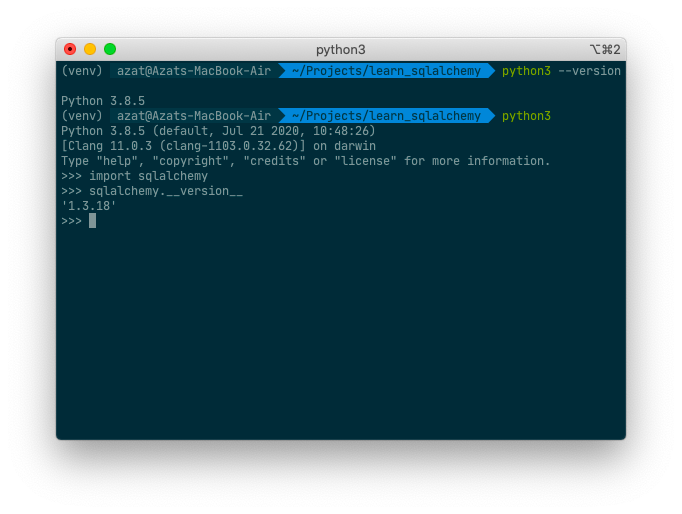 python3
⌥⌘2
(venv) azat@Azats-MacBook-Air ~/Projects/learn_sqlalchemy python3 --version
Python 3.8.5
(venv) azat@Azats-MacBook-Air ~/Projects/learn_sqlalchemy python3
Python 3.8.5 (default, Jul 21 2020, 10:48:26)
[Clang 11.0.3 (clang-1103.0.32.62)] on darwin
Type "help", "copyright", "credits" or "license" for more information.
>>> import sqlalchemy
>>> sqlalchemy.__version__
'1.3.18'
>>>